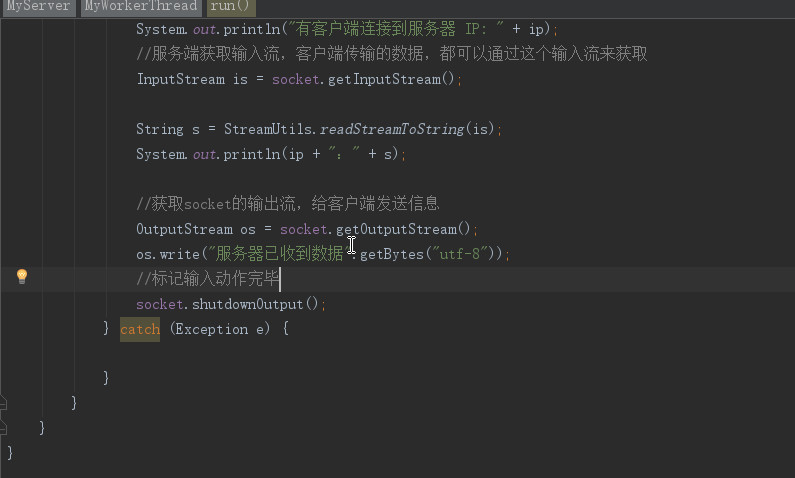 MyServer MyWorkerThread run()
System.out.println("有客户端连接到服务器 IP: " + ip);
//服务端获取输入流，客户端传输的数据，都可以通过这个输入流来获取
InputStream is = socket.getInputStream();
String s = StreamUtils.readStreamToString(is);
System.out.println(ip + "：" + s);
//获取socket的输出流，给客户端发送信息
OutputStream os = socket.getOutputStream();
os.write("服务器已收到数据".getBytes("utf-8"));
//标记输入动作完毕
socket.shutdownOutput();
} catch (Exception e) {
}
}
}
}